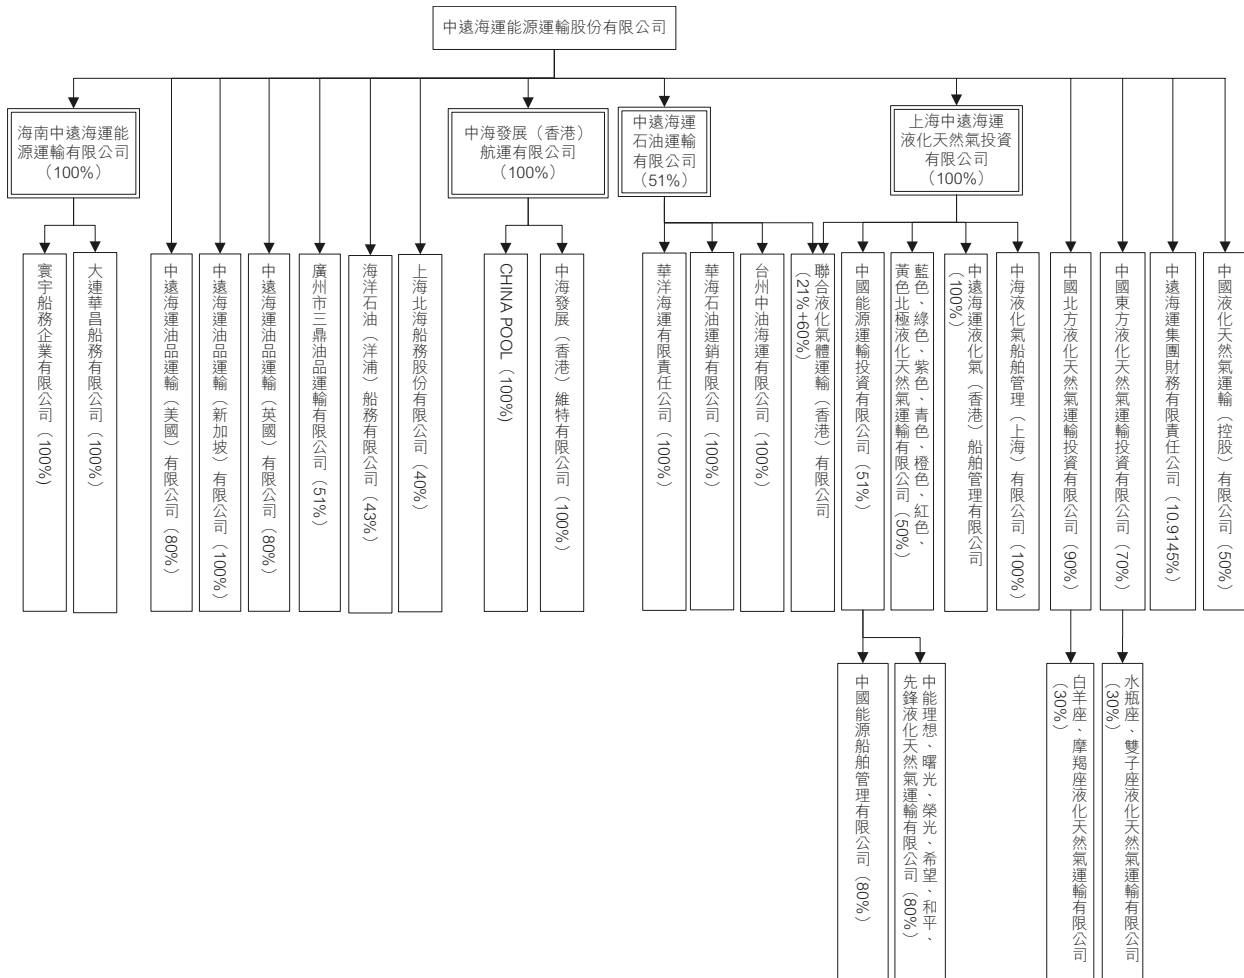 中遠海運能源運輸股份有限公司
海南中遠海運能
源運輸有限公司
（100%）
中海發展（香港）
航運有限公司
（100%）
中遠海運
石油運輸
有限公司
（51%）
上海中遠海運
液化天然氣投資
有限公司
（100%）
寰宇船務企業有限公司（100%）
大連華昌船務有限公司（100%）
中遠海運油品運輸（美國）有限公司（80%）
中遠海運油品運輸（新加坡）有限公司（100%）
中遠海運油品運輸（英國）有限公司（80%）
廣州市三鼎油品運輸有限公司（51%）
海洋石油（洋浦）船務有限公司（43%）
上海北海船務股份有限公司（40%）
CHINA POOL（100%）
中海發展（香港）維特有限公司（100%）
華洋海運有限責任公司（100%）
華海石油運銷有限公司（100%）
台州中油海運有限公司（100%）
聯合液化氣體運輸（香港）有限公司
（21%+60%）
中國能源運輸投資有限公司（51%）
藍色、綠色、紫色、青色、橙色、紅色、
黃色北極液化天然氣運輸有限公司（50%）
中遠海運液化氣（香港）船舶管理有限公司
（100%）
中海液化氣船舶管理（上海）有限公司（100%）
中國北方液化天然氣運輸投資有限公司（90%）
中國東方液化天然氣運輸投資有限公司（70%）
中遠海運集團財務有限責任公司（10.9145%）
中國液化天然氣運輸（控股）有限公司（50%）
中國能源船舶管理有限公司（80%）
中能理想、曙光、榮光、希望、和平、
先鋒液化天然氣運輸有限公司（80%）
白羊座、摩羯座液化天然氣運輸有限公司
（30%）
水瓶座、雙子座液化天然氣運輸有限公司
（30%）